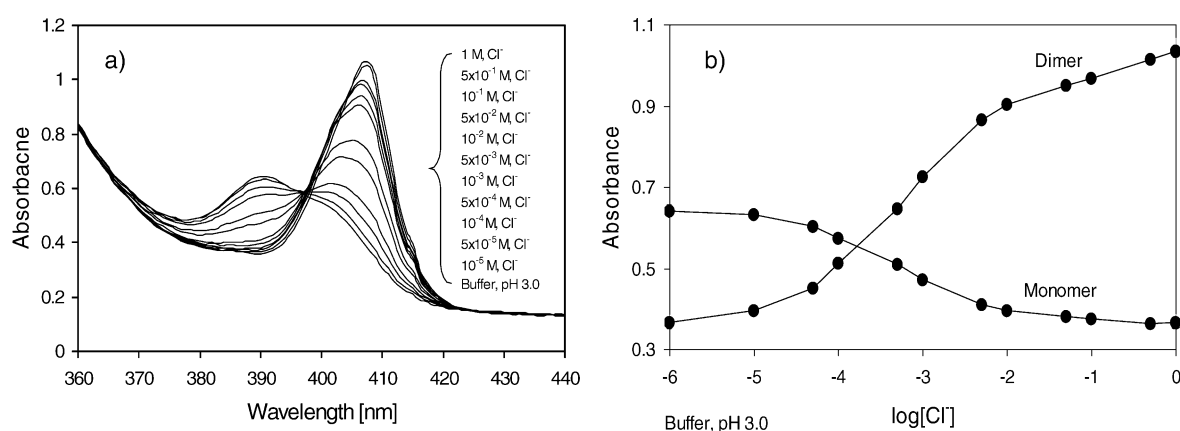 1.2
1
0.8
0.6
0.4
0.2
0
Absorbacne
a)
1 M, Cl⁻
5x10⁻¹ M, Cl⁻
10⁻¹ M, Cl⁻
5x10⁻² M, Cl⁻
10⁻² M, Cl⁻
5x10⁻³ M, Cl⁻
10⁻³ M, Cl⁻
5x10⁻⁴ M, Cl⁻
10⁻⁴ M, Cl⁻
5x10⁻⁵ M, Cl⁻
10⁻⁵ M, Cl⁻
Buffer, pH 3.0
360 370 380 390 400 410 420 430 440
Wavelength [nm]
1.1
0.9
0.7
0.5
0.3
Absorbance
b)
Dimer
Monomer
-6 -5 -4 -3 -2 -1 0
Buffer, pH 3.0
log[Cl⁻]